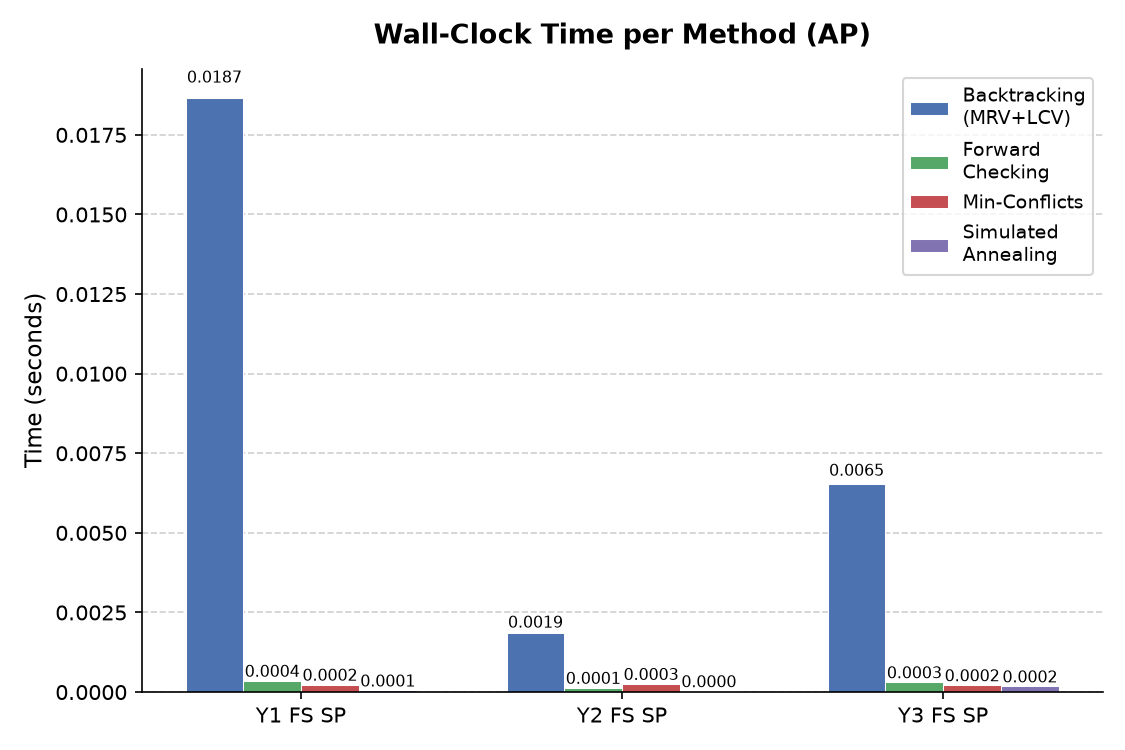 Wall-Clock Time per Method (AP)
Time (seconds)
0.0175
0.0150
0.0125
0.0100
0.0075
0.0050
0.0025
0.0000
0.0187
0.0004
0.0002
0.0001
0.0019
0.0001
0.0003
0.0000
0.0065
0.0003
0.0002
0.0002
Y1 FS SP
Y2 FS SP
Y3 FS SP
Backtracking
(MRV+LCV)
Forward
Checking
Min-Conflicts
Simulated
Annealing